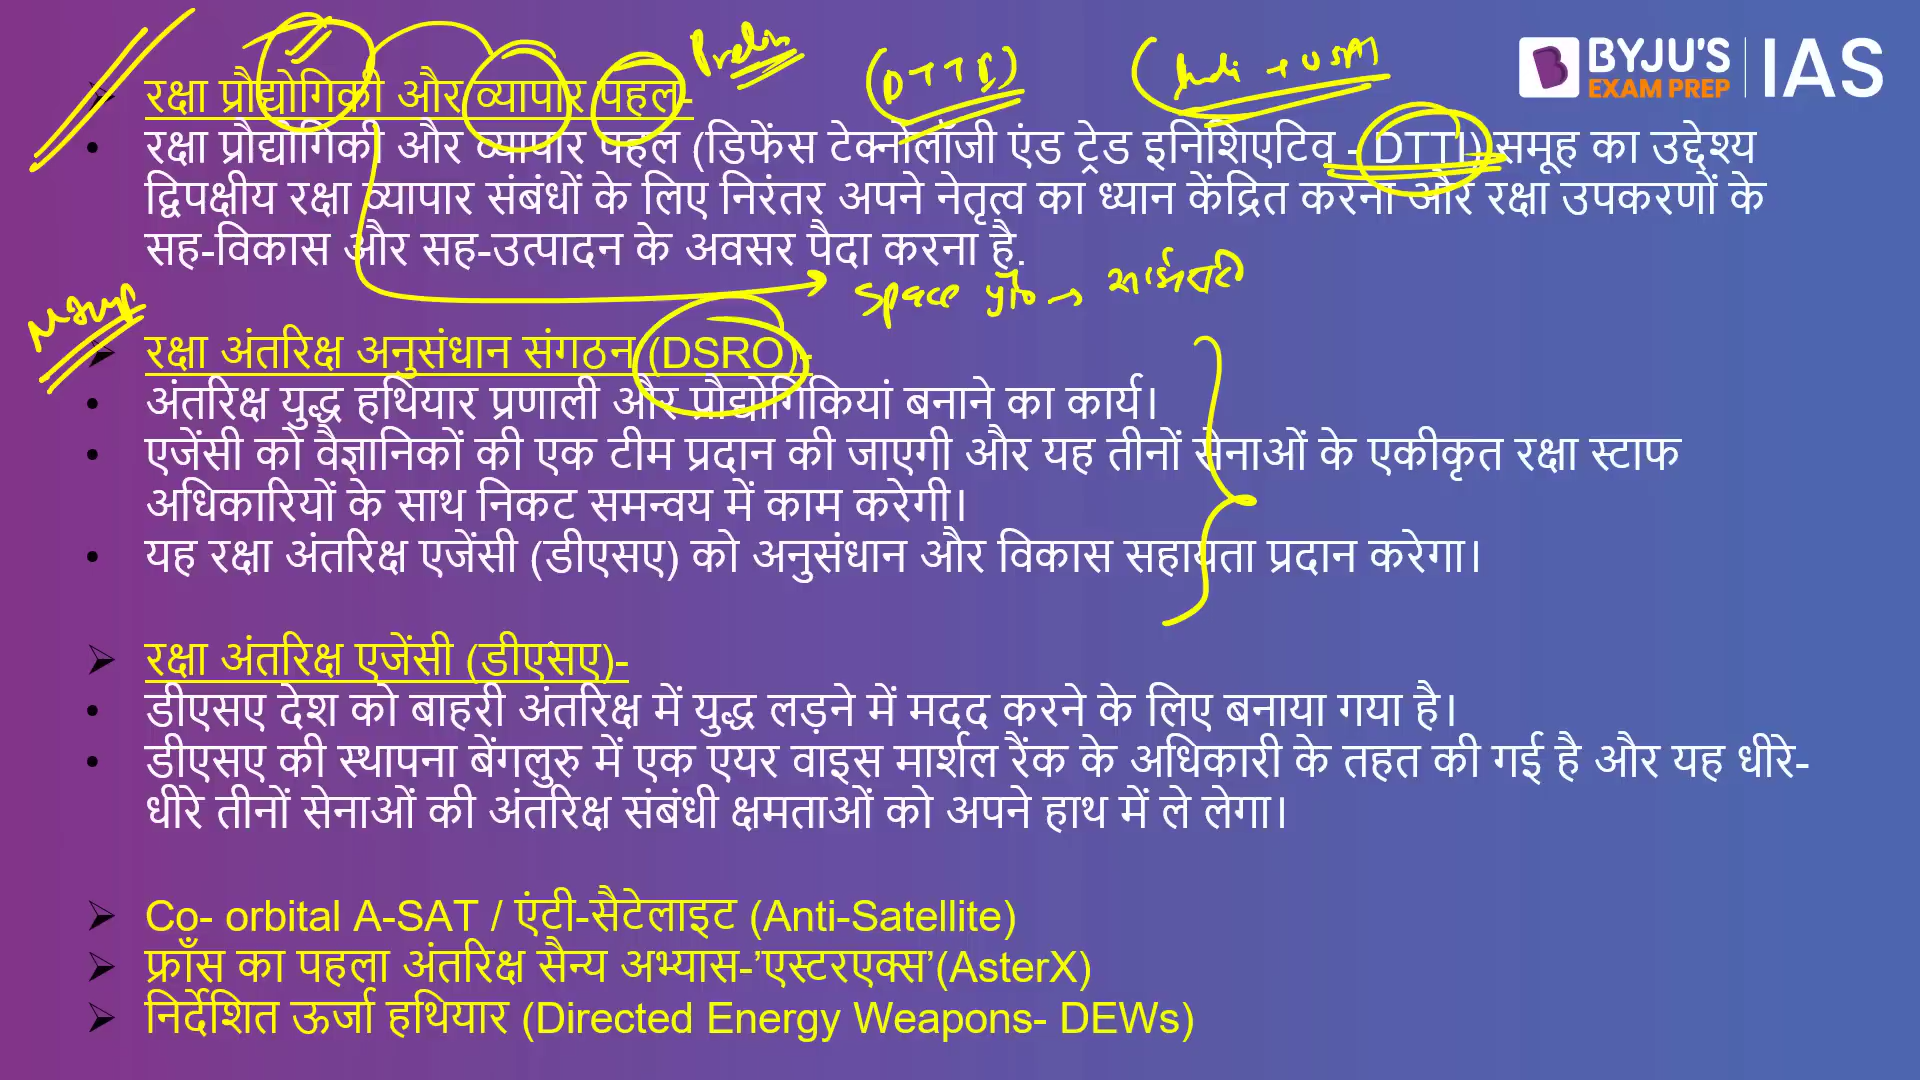 Prelim
(DTTI)
(India + USA)
BYJU'S
EXAM PREP
IAS
रक्षा प्रौद्योगिकी और व्यापार पहल-
रक्षा प्रौद्योगिकी और व्यापार पहल (डिफेंस टेक्नोलॉजी एंड ट्रेड इनिशिएटिव - DTTI) समूह का उद्देश्य
द्विपक्षीय रक्षा व्यापार संबंधों के लिए निरंतर अपने नेतृत्व का ध्यान केंद्रित करना और रक्षा उपकरणों के
सह-विकास और सह-उत्पादन के अवसर पैदा करना है.
Space
रक्षा अंतरिक्ष अनुसंधान संगठन (DSRO)-
अंतरिक्ष युद्ध हथियार प्रणाली और प्रौद्योगिकियां बनाने का कार्य।
एजेंसी को वैज्ञानिकों की एक टीम प्रदान की जाएगी और यह तीनों सेनाओं के एकीकृत रक्षा स्टाफ
अधिकारियों के साथ निकट समन्वय में काम करेगी।
यह रक्षा अंतरिक्ष एजेंसी (डीएसए) को अनुसंधान और विकास सहायता प्रदान करेगा।
रक्षा अंतरिक्ष एजेंसी (डीएसए)-
डीएसए देश को बाहरी अंतरिक्ष में युद्ध लड़ने में मदद करने के लिए बनाया गया है।
डीएसए की स्थापना बेंगलुरु में एक एयर वाइस मार्शल रैंक के अधिकारी के तहत की गई है और यह धीरे-
धीरे तीनों सेनाओं की अंतरिक्ष संबंधी क्षमताओं को अपने हाथ में ले लेगा।
Co- orbital A-SAT / एंटी-सैटेलाइट (Anti-Satellite)
फ्राँस का पहला अंतरिक्ष सैन्य अभ्यास-’एस्टरएक्स’(AsterX)
निर्देशित ऊर्जा हथियार (Directed Energy Weapons- DEWs)